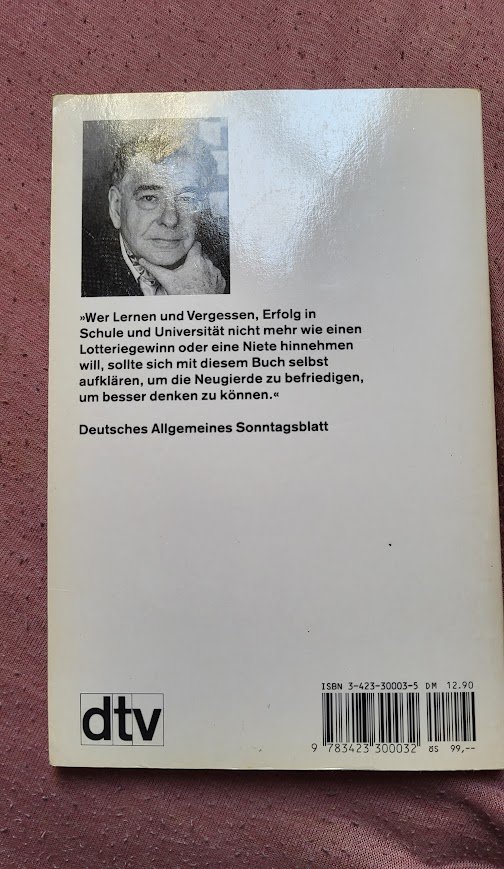 »Wer Lernen und Vergessen, Erfolg in
Schule und Universität nicht mehr wie einen
Lotteriegewinn oder eine Niete hinnehmen
will, sollte sich mit diesem Buch selbst
aufklären, um die Neugierde zu befriedigen,
um besser denken zu können.«
Deutsches Allgemeines Sonntagsblatt
dtv
ISBN 3-423-30003-5 DM 12.90
9 783423 300032 öS 99,--